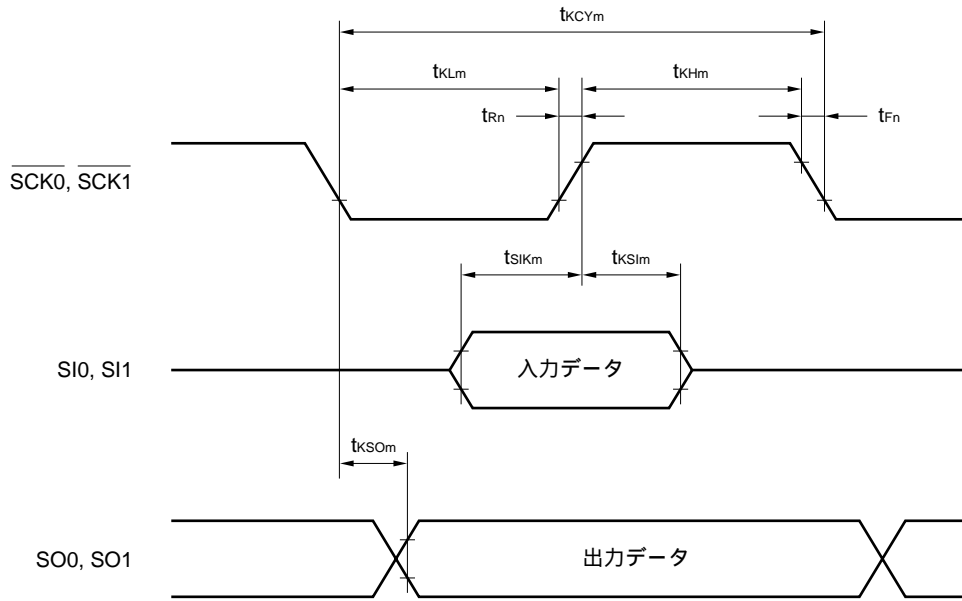 tKCYm
tKLm
tKHm
tRn
tFn
SCK0, SCK1
tSIKm
tKSIm
SI0, SI1
入力データ
tKSOm
SO0, SO1
出力データ